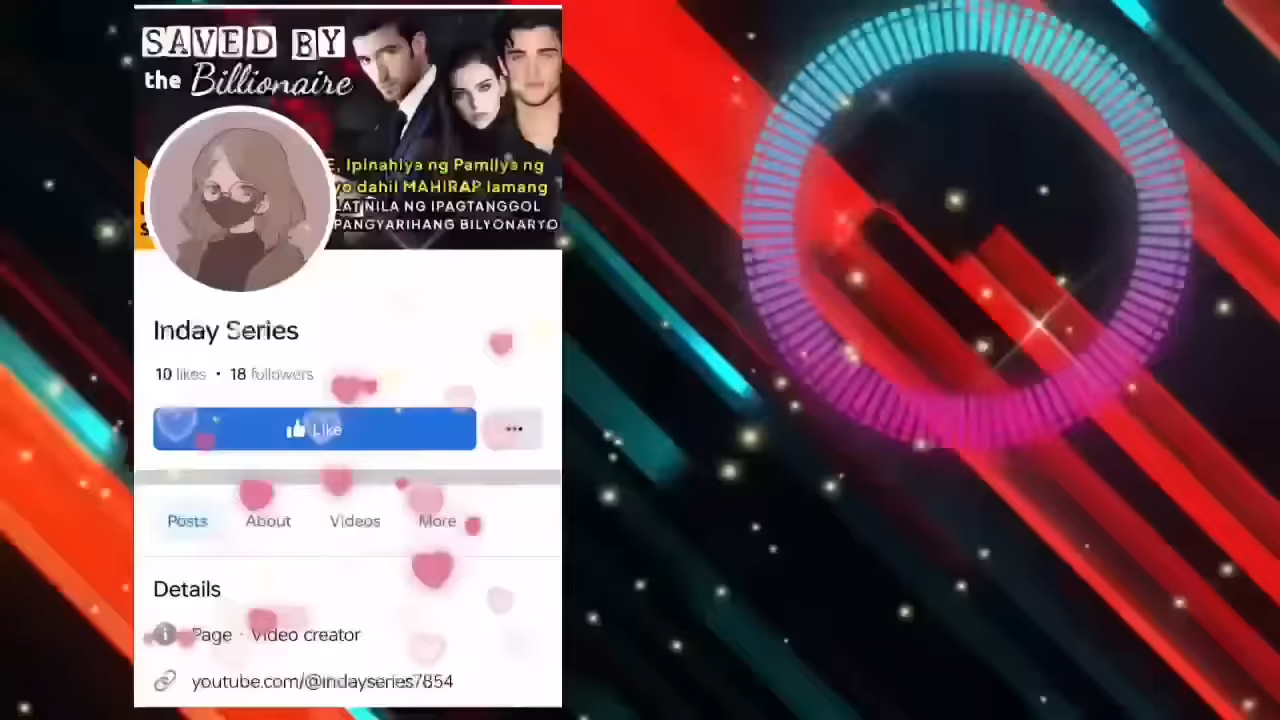 SAVED BY
the Billionaire
E, Ipinahiya ng Pamilya ng
yo dahil MAHIRAP lamang
NILA NG IPAGTANGGOL
PANGYARIHANG BILYONARYO
Inday Series
10 likes · 18 followers
Like
Posts About Videos More
Details
Page · Video creator
youtube.com/@indayseries7854